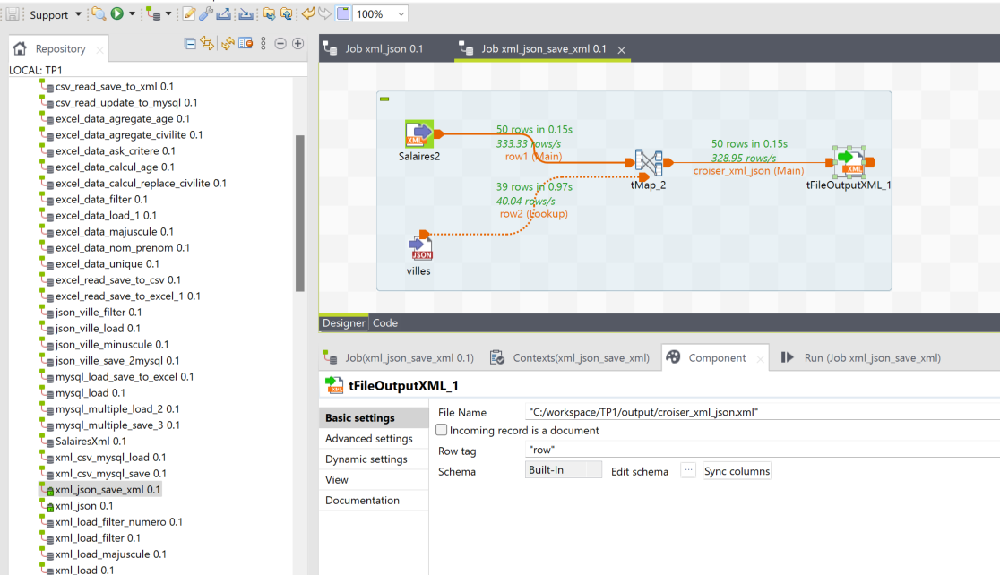 Support
100%
Repository
LOCAL: TP1
csv_read_save_to_xml 0.1
csv_read_update_to_mysql 0.1
excel_data_agregate_age 0.1
excel_data_agregate_civilite 0.1
excel_data_ask_critere 0.1
excel_data_calcul_age 0.1
excel_data_calcul_replace_civilite 0.1
excel_data_filter 0.1
excel_data_load_1 0.1
excel_data_majuscule 0.1
excel_data_nom_prenom 0.1
excel_data_unique 0.1
excel_read_save_to_csv 0.1
excel_read_save_to_excel_1 0.1
json_ville_filter 0.1
json_ville_load 0.1
json_ville_minuscule 0.1
json_ville_save_2mysql 0.1
mysql_load_save_to_excel 0.1
mysql_load 0.1
mysql_multiple_load_2 0.1
mysql_multiple_save_3 0.1
SalairesXml 0.1
xml_csv_mysql_load 0.1
xml_csv_mysql_save 0.1
xml_json_save_xml 0.1
xml_json 0.1
xml_load_filter_numero 0.1
xml_load_filter 0.1
xml_load_majuscule 0.1
xml_load 0.1
Job xml_json 0.1
Job xml_json_save_xml 0.1
XML
Salaires2
50 rows in 0.15s
333.33 rows/s
row1 (Main)
39 rows in 0.97s
40.04 rows/s
row2 (Lookup)
JSON
villes
tMap_2
50 rows in 0.15s
328.95 rows/s
croiser_xml_json (Main)
XML
tFileOutputXML_1
Designer
Code
Job(xml_json_save_xml 0.1)
Contexts(xml_json_save_xml)
Component
Run (Job xml_json_save_xml)
XML
tFileOutputXML_1
Basic settings
Advanced settings
Dynamic settings
View
Documentation
File Name
"C:/workspace/TP1/output/croiser_xml_json.xml"
Incoming record is a document
Row tag
"row"
Schema
Built-In
Edit schema
...
Sync columns